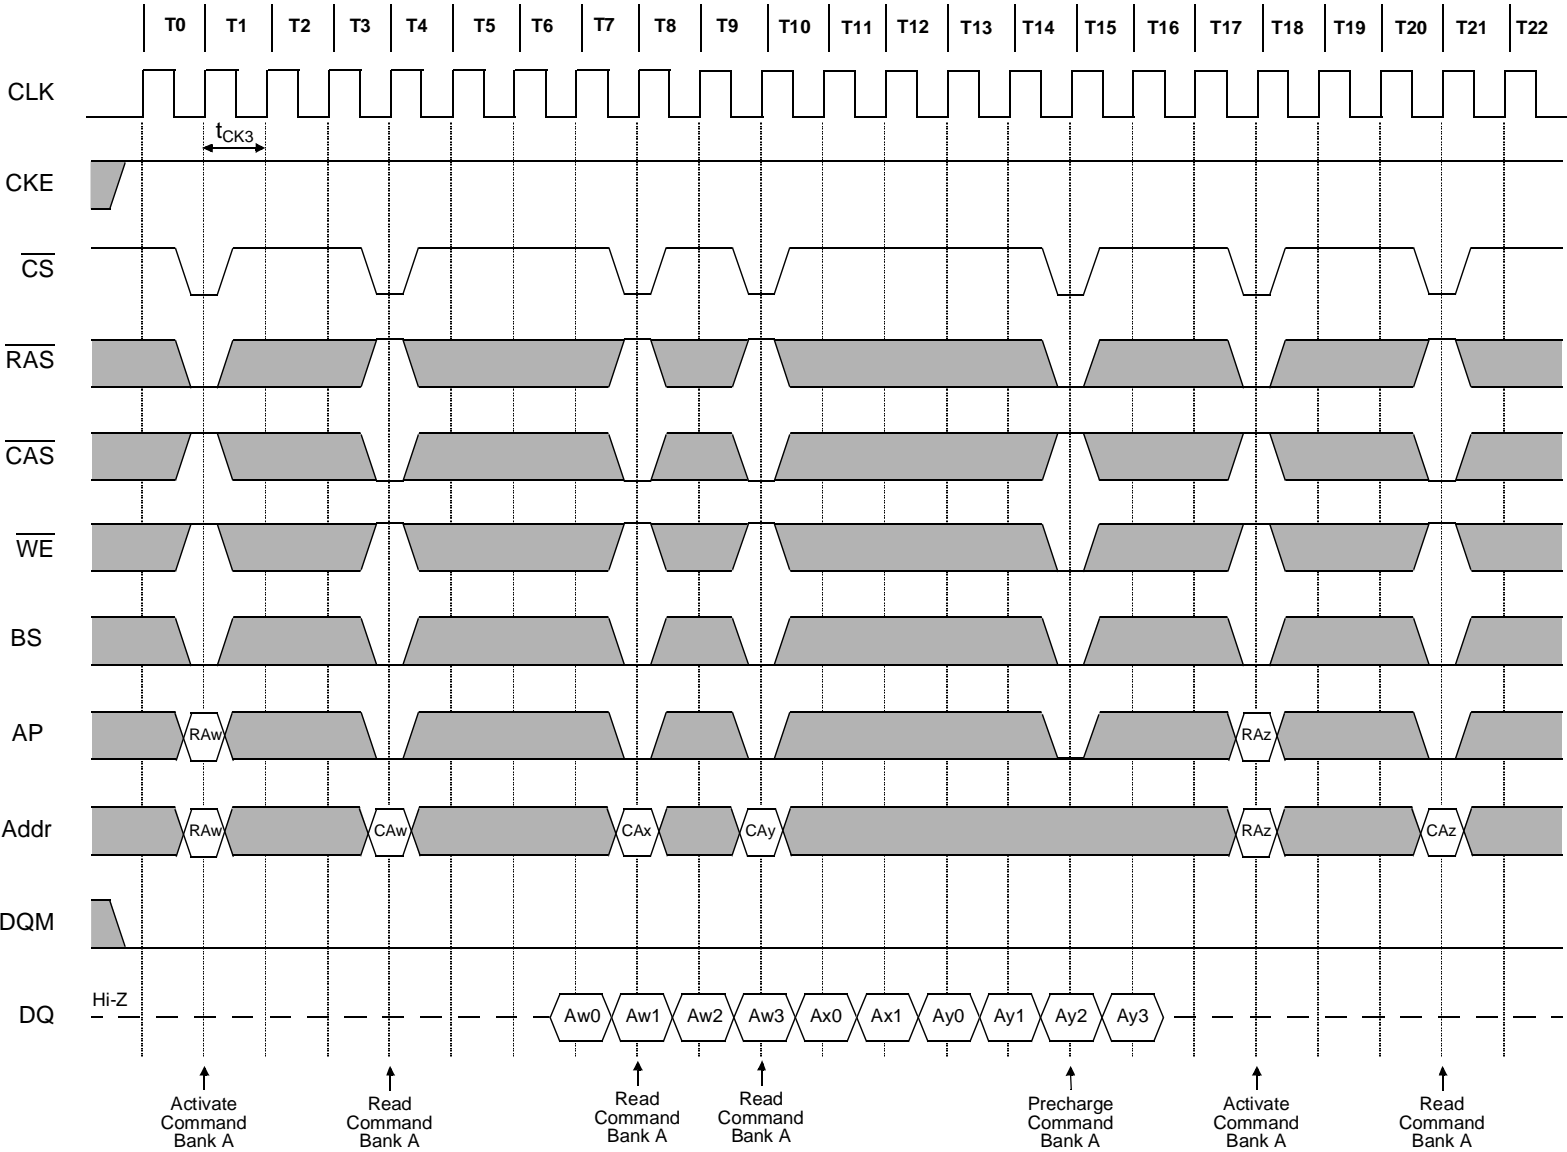 T0 T1 T2 T3 T4 T5 T6 T7 T8 T9 T10 T11 T12 T13 T14 T15 T16 T17 T18 T19 T20 T21 T22
CLK
tCK3
CKE
CS
RAS
CAS
WE
BS
AP
RAw RAz
Addr
RAw CAw CAx CAy RAz CAz
DQM
Hi-Z
DQ
Aw0 Aw1 Aw2 Aw3 Ax0 Ax1 Ay0 Ay1 Ay2 Ay3
Activate
Command
Bank A
Read
Command
Bank A
Read
Command
Bank A
Read
Command
Bank A
Precharge
Command
Bank A
Activate
Command
Bank A
Read
Command
Bank A